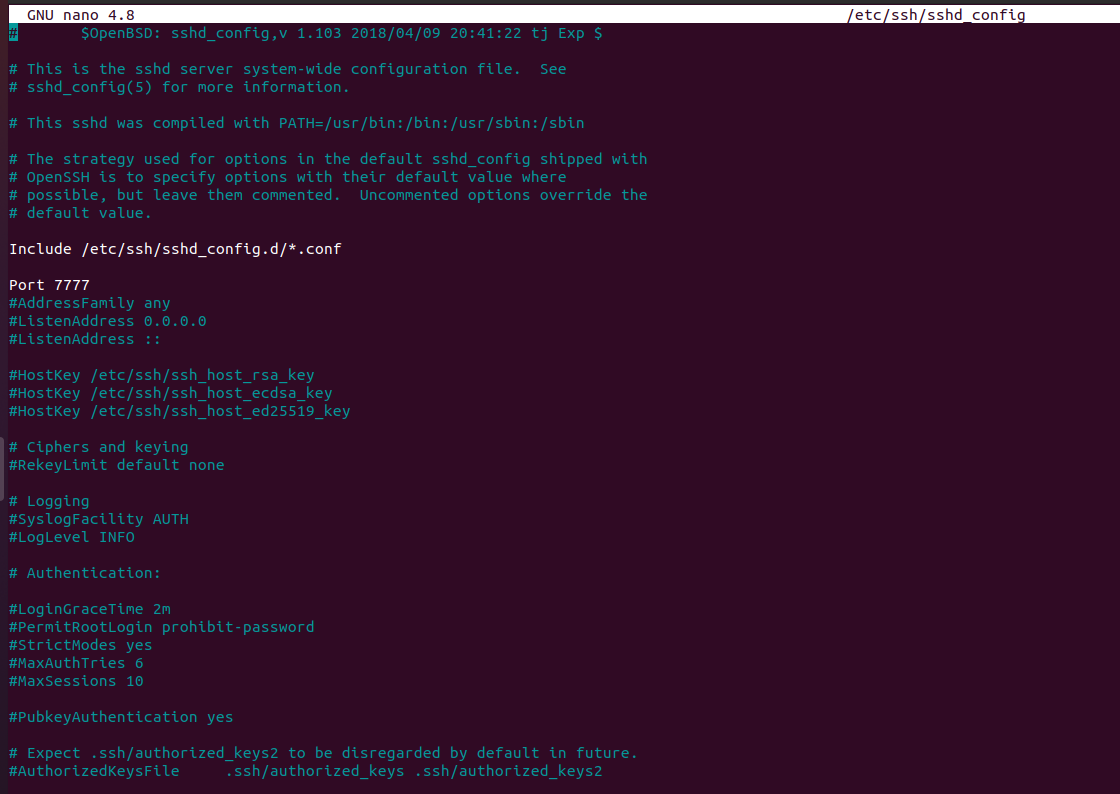 GNU nano 4.8 /etc/ssh/sshd_config
# $OpenBSD: sshd_config,v 1.103 2018/04/09 20:41:22 tj Exp $
# This is the sshd server system-wide configuration file.  See
# sshd_config(5) for more information.
# This sshd was compiled with PATH=/usr/bin:/bin:/usr/sbin:/sbin
# The strategy used for options in the default sshd_config shipped with
# OpenSSH is to specify options with their default value where
# possible, but leave them commented.  Uncommented options override the
# default value.
Include /etc/ssh/sshd_config.d/*.conf
Port 7777
#AddressFamily any
#ListenAddress 0.0.0.0
#ListenAddress ::
#HostKey /etc/ssh/ssh_host_rsa_key
#HostKey /etc/ssh/ssh_host_ecdsa_key
#HostKey /etc/ssh/ssh_host_ed25519_key
# Ciphers and keying
#RekeyLimit default none
# Logging
#SyslogFacility AUTH
#LogLevel INFO
# Authentication:
#LoginGraceTime 2m
#PermitRootLogin prohibit-password
#StrictModes yes
#MaxAuthTries 6
#MaxSessions 10
#PubkeyAuthentication yes
# Expect .ssh/authorized_keys2 to be disregarded by default in future.
#AuthorizedKeysFile     .ssh/authorized_keys .ssh/authorized_keys2